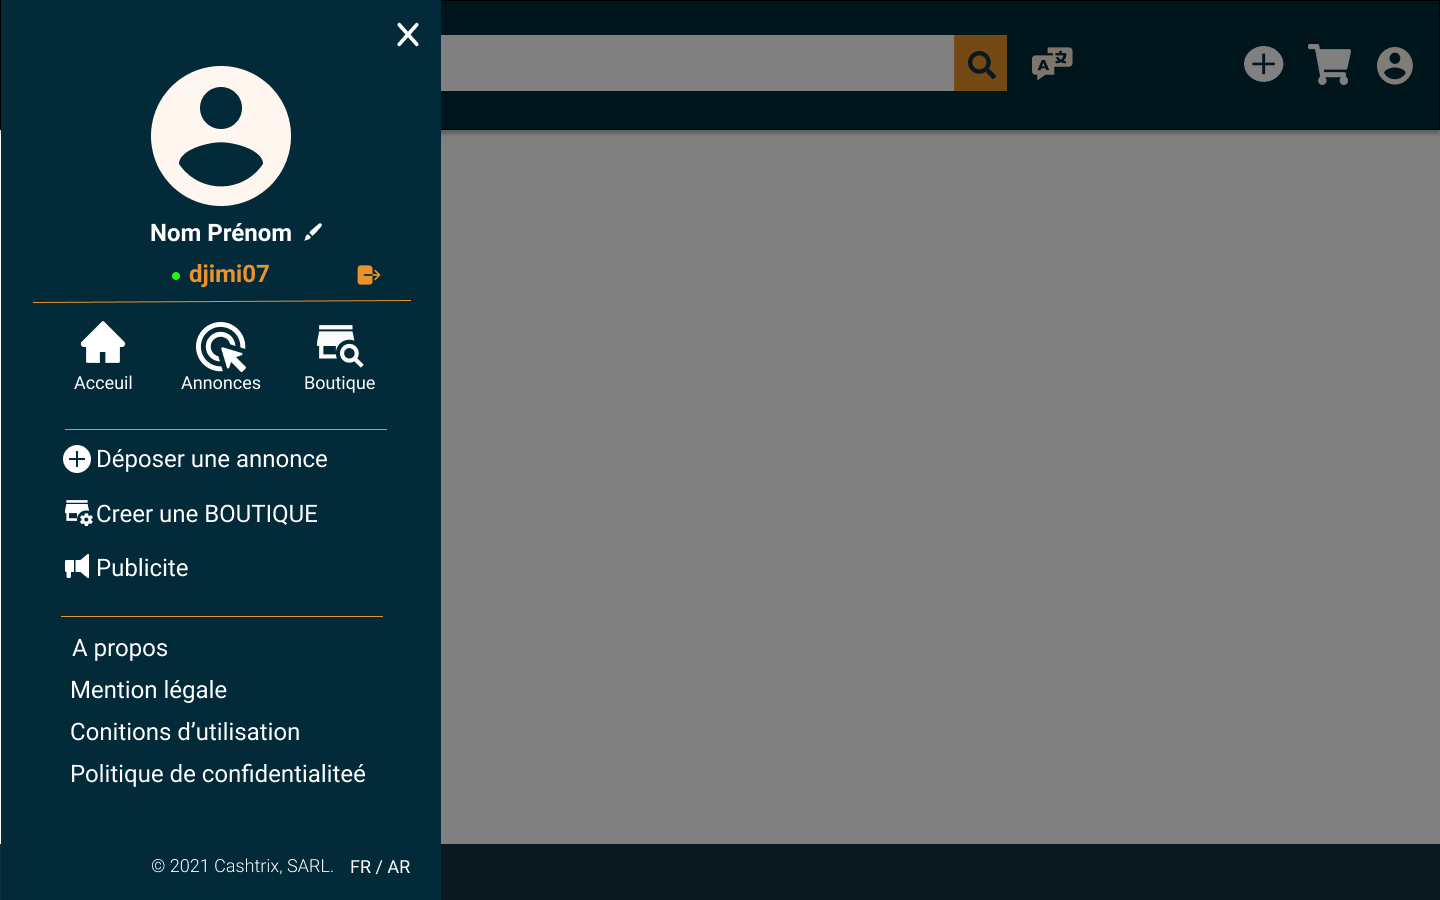 Nom Prénom
djimi07
Acceuil Annonces Boutique
Déposer une annonce
Creer une BOUTIQUE
Publicite
A propos
Mention légale
Conitions d’utilisation
Politique de confidentialiteé
© 2021 Cashtrix, SARL. FR / AR